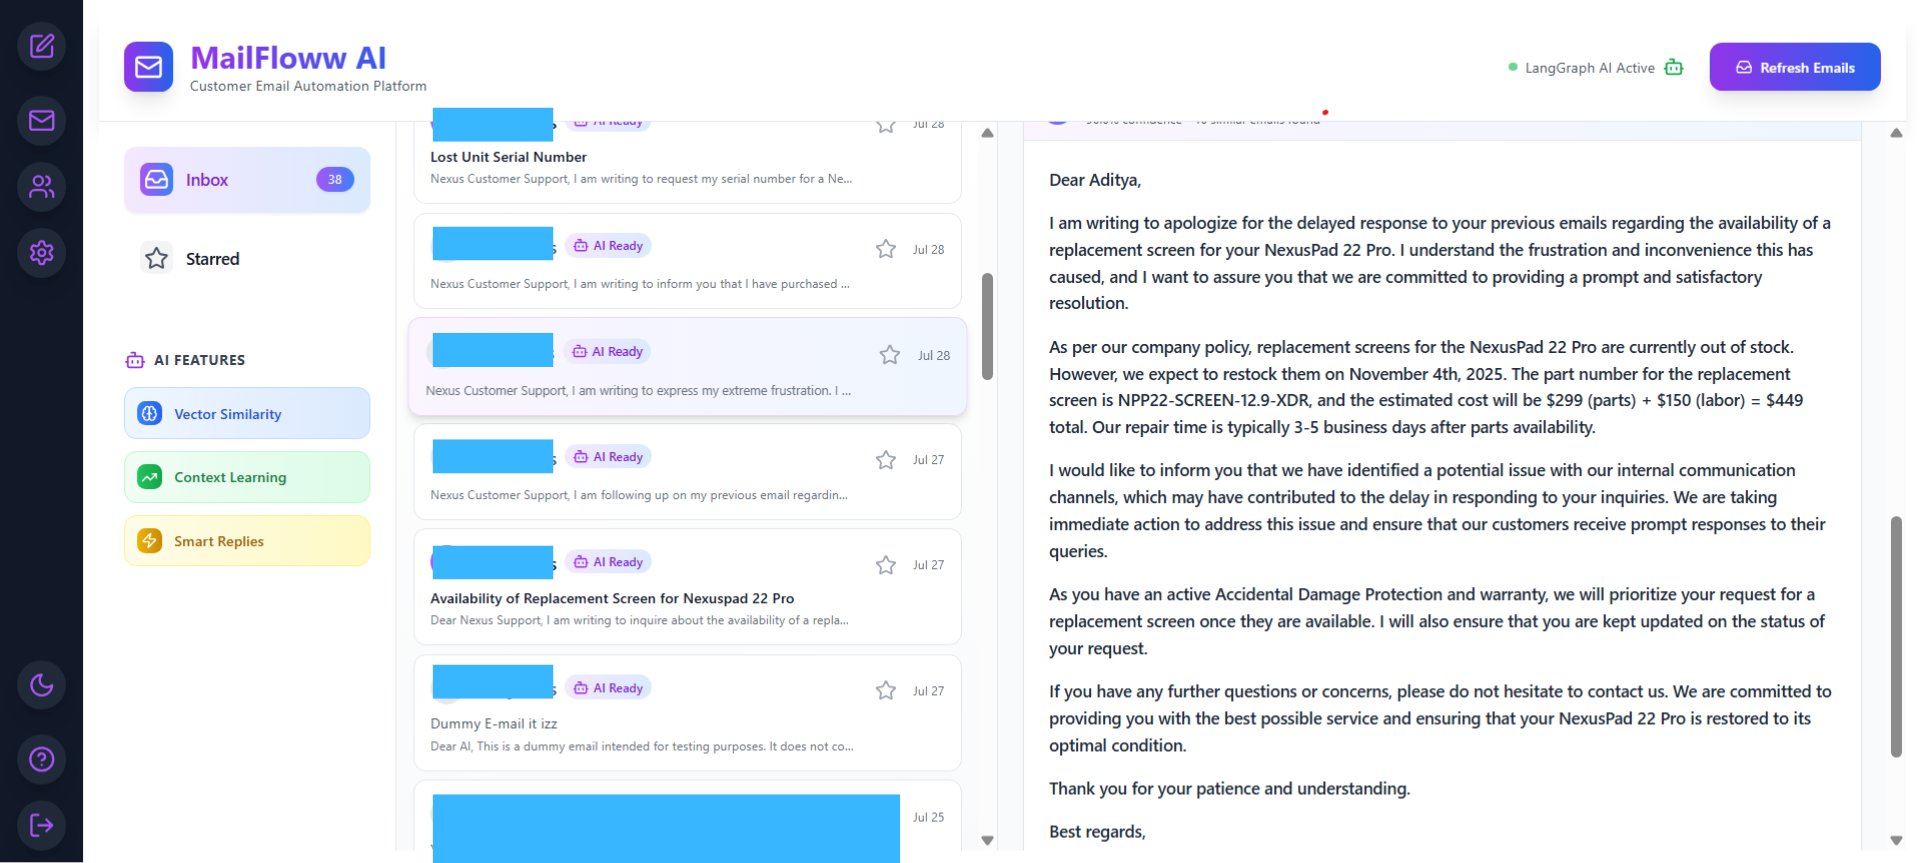 MailFloww AI
Customer Email Automation Platform
LangGraph AI Active
Refresh Emails
Inbox
38
Starred
AI FEATURES
Vector Similarity
Context Learning
Smart Replies
AI Ready
Jul 28
Lost Unit Serial Number
Nexus Customer Support, I am writing to request my serial number for a Ne...
AI Ready
Jul 28
Nexus Customer Support, I am writing to inform you that I have purchased ...
AI Ready
Jul 28
Nexus Customer Support, I am writing to express my extreme frustration. I ...
AI Ready
Jul 27
Nexus Customer Support, I am following up on my previous email regardin...
AI Ready
Jul 27
Availability of Replacement Screen for Nexuspad 22 Pro
Dear Nexus Support, I am writing to inquire about the availability of a repla...
AI Ready
Jul 27
Dummy E-mail it izz
Dear AI, This is a dummy email intended for testing purposes. It does not co...
Jul 25
Dear Aditya,
I am writing to apologize for the delayed response to your previous emails regarding the availability of a
replacement screen for your NexusPad 22 Pro. I understand the frustration and inconvenience this has
caused, and I want to assure you that we are committed to providing a prompt and satisfactory
resolution.
As per our company policy, replacement screens for the NexusPad 22 Pro are currently out of stock.
However, we expect to restock them on November 4th, 2025. The part number for the replacement
screen is NPP22-SCREEN-12.9-XDR, and the estimated cost will be $299 (parts) + $150 (labor) = $449
total. Our repair time is typically 3-5 business days after parts availability.
I would like to inform you that we have identified a potential issue with our internal communication
channels, which may have contributed to the delay in responding to your inquiries. We are taking
immediate action to address this issue and ensure that our customers receive prompt responses to their
queries.
As you have an active Accidental Damage Protection and warranty, we will prioritize your request for a
replacement screen once they are available. I will also ensure that you are kept updated on the status of
your request.
If you have any further questions or concerns, please do not hesitate to contact us. We are committed to
providing you with the best possible service and ensuring that your NexusPad 22 Pro is restored to its
optimal condition.
Thank you for your patience and understanding.
Best regards,